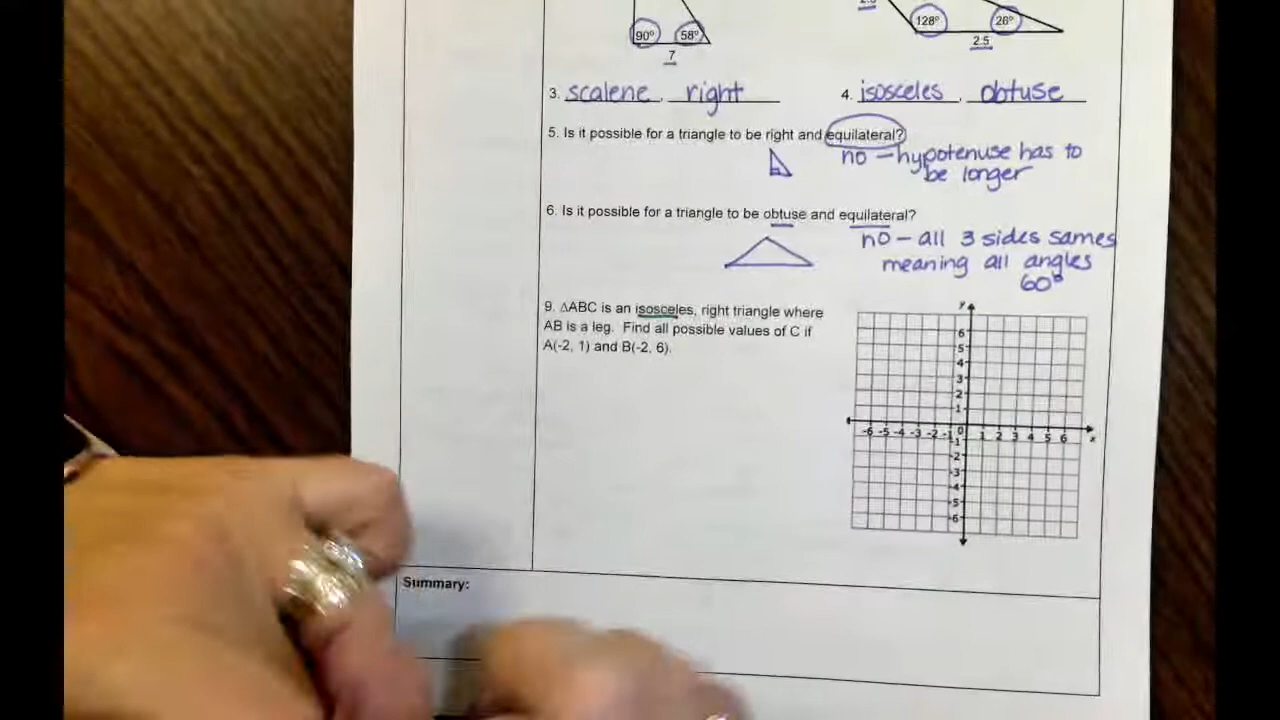 128°
26°
2.5
90°
58°
7
3. scalene, right
4. isosceles, obtuse
5. Is it possible for a triangle to be right and equilateral?
no - hypotenuse has to
be longer
6. Is it possible for a triangle to be obtuse and equilateral?
no - all 3 sides sames
meaning all angles
60°
9. ΔABC is an isosceles, right triangle where
AB is a leg. Find all possible values of C if
A(-2, 1) and B(-2, 6).
y
6
5
4
3
2
1
-6 -5 -4 -3 -2 -1 0 1 2 3 4 5 6 x
-1
-2
-3
-4
-5
-6
Summary: